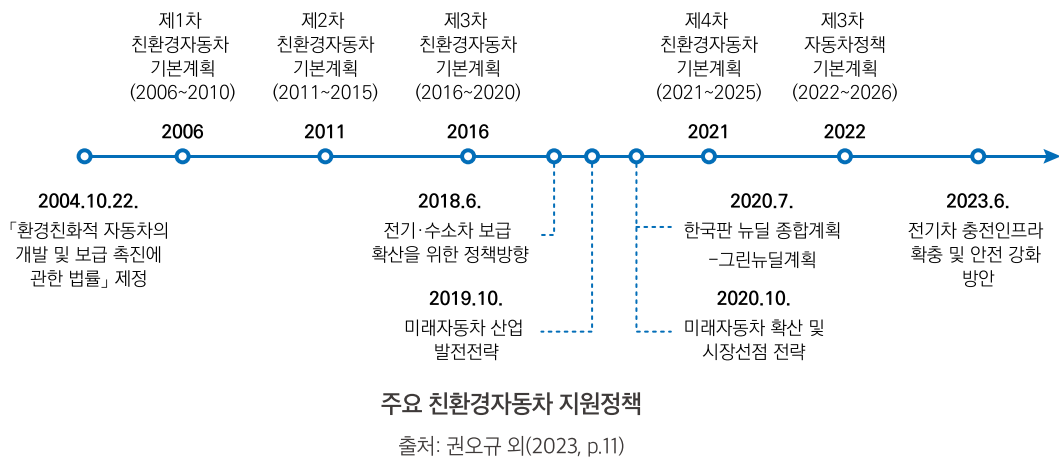 제1차
친환경자동차
기본계획
(2006~2010)
제2차
친환경자동차
기본계획
(2011~2015)
제3차
친환경자동차
기본계획
(2016~2020)
제4차
친환경자동차
기본계획
(2021~2025)
제3차
자동차정책
기본계획
(2022~2026)
2006
2011
2016
2021
2022
2004.10.22.
「환경친화적 자동차의
개발 및 보급 촉진에
관한 법률」 제정
2018.6.
전기·수소차 보급
확산을 위한 정책방향
2019.10.
미래자동차 산업
발전전략
2020.7.
한국판 뉴딜 종합계획
-그린뉴딜계획
2020.10.
미래자동차 확산 및
시장선점 전략
2023.6.
전기차 충전인프라
확충 및 안전 강화
방안
주요 친환경자동차 지원정책
출처: 권오규 외(2023, p.11)